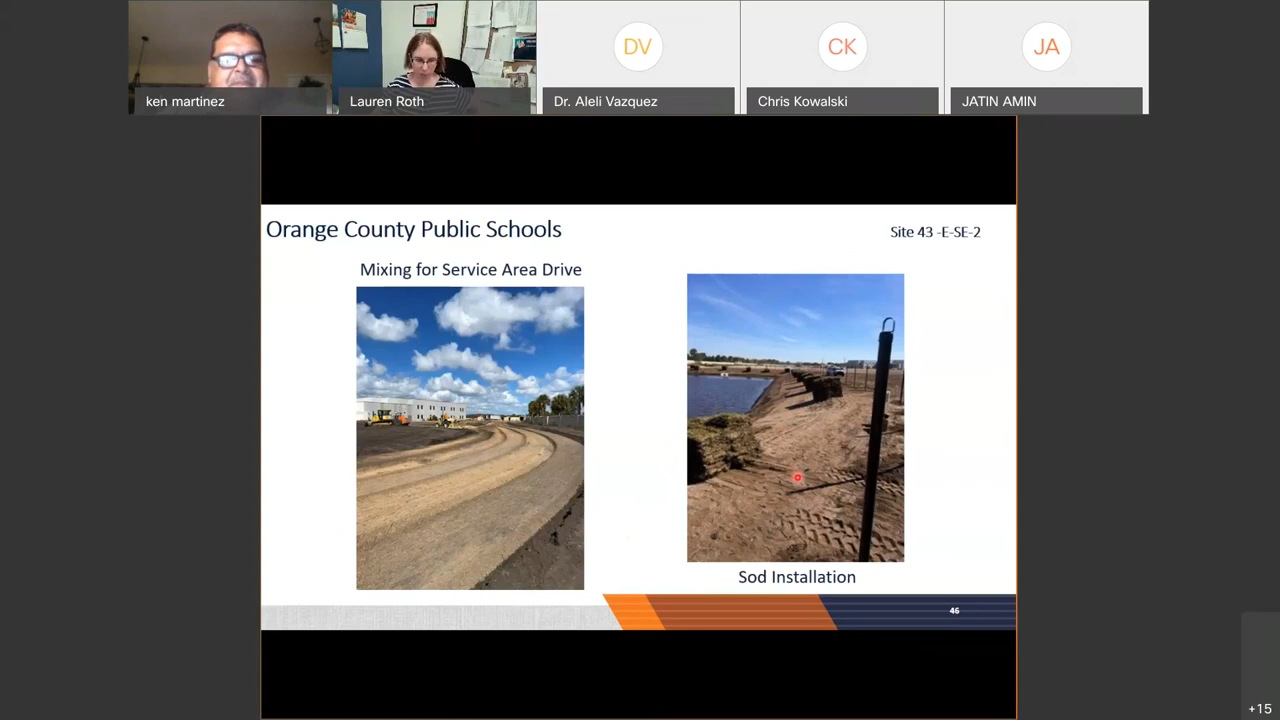 DV
CK
JA
ken martinez
Lauren Roth
Dr. Aleli Vazquez
Chris Kowalski
JATIN AMIN
Orange County Public Schools
Site 43 -E-SE-2
Mixing for Service Area Drive
Sod Installation
46
+15